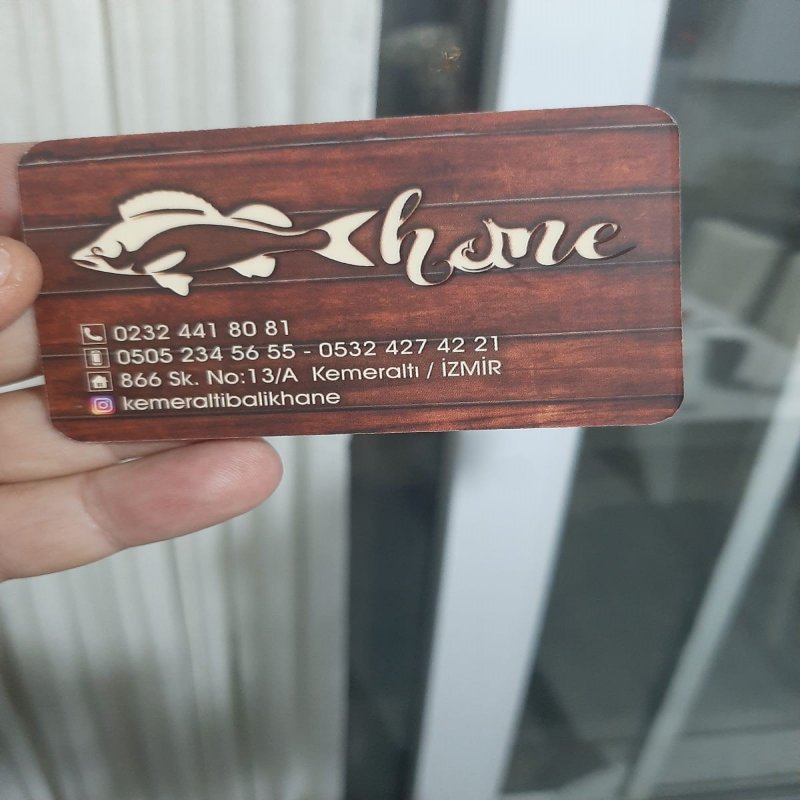 hane
0232 441 80 81
0505 234 56 55 - 0532 427 42 21
866 Sk. No:13/A Kemeraltı / İZMİR
kemeraltibalikhane